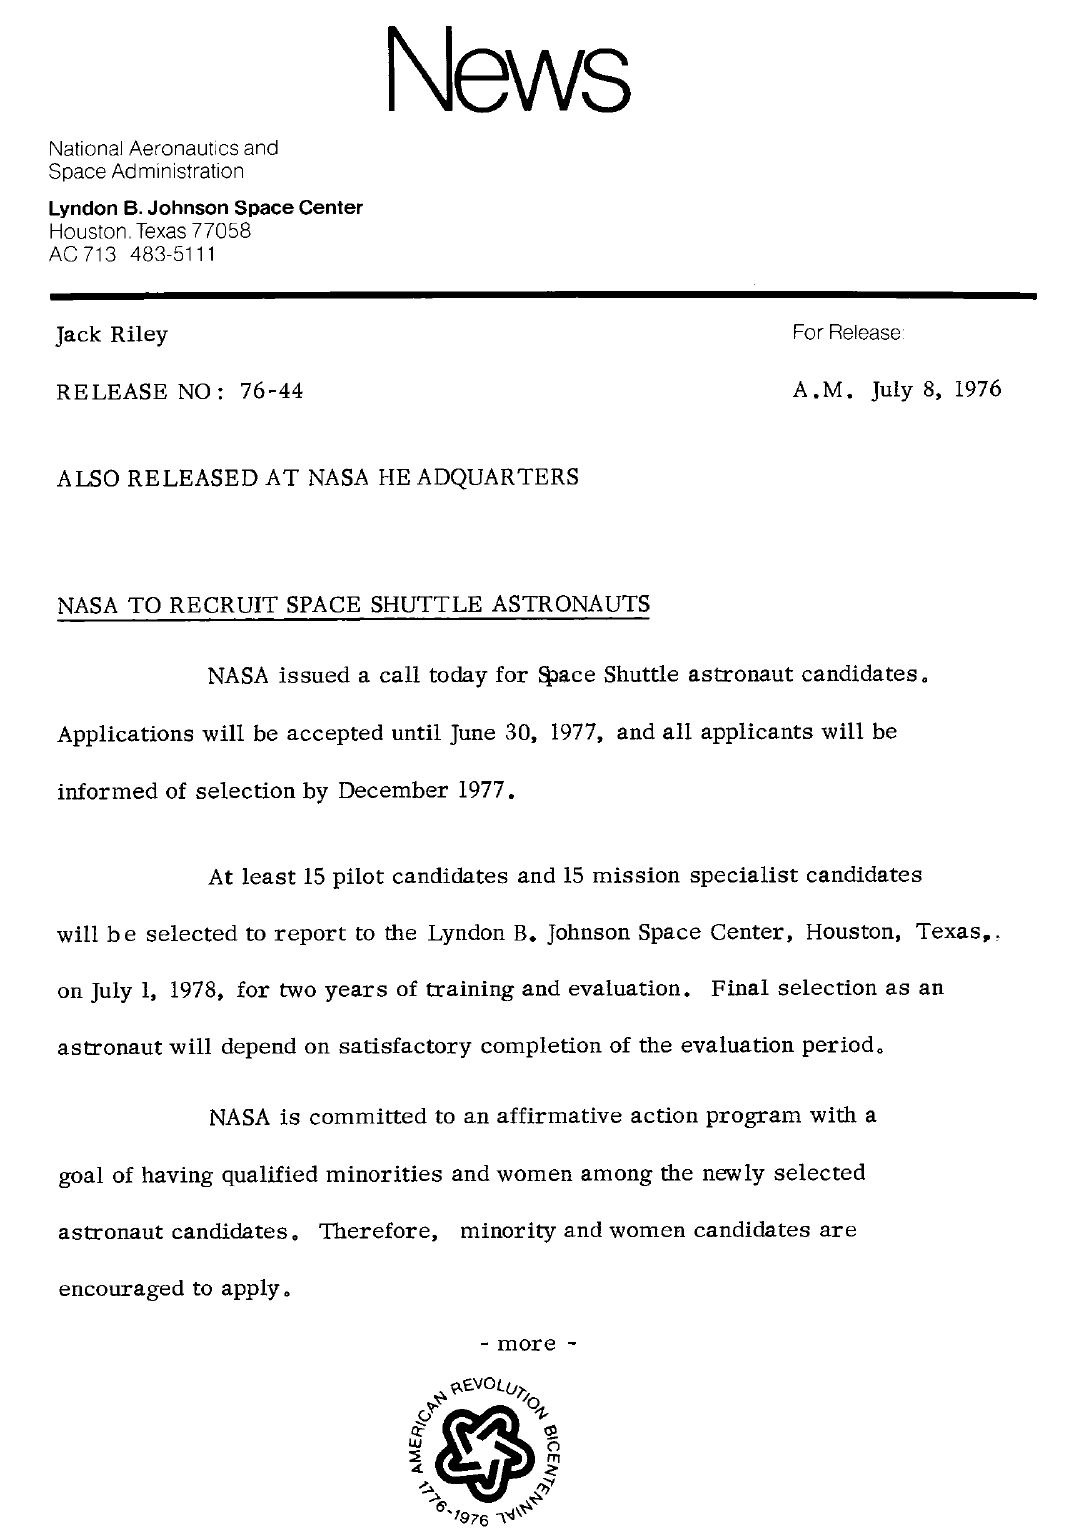 News
National Aeronautics and
Space Administration
Lyndon B. Johnson Space Center
Houston, Texas 77058
AC 713 483-5111
Jack Riley
For Release:
RELEASE NO: 76-44
A.M. July 8, 1976
ALSO RELEASED AT NASA HEADQUARTERS
NASA TO RECRUIT SPACE SHUTTLE ASTRONAUTS
NASA issued a call today for Space Shuttle astronaut candidates.
Applications will be accepted until June 30, 1977, and all applicants will be
informed of selection by December 1977.
At least 15 pilot candidates and 15 mission specialist candidates
will be selected to report to the Lyndon B. Johnson Space Center, Houston, Texas,
on July 1, 1978, for two years of training and evaluation. Final selection as an
astronaut will depend on satisfactory completion of the evaluation period.
NASA is committed to an affirmative action program with a
goal of having qualified minorities and women among the newly selected
astronaut candidates. Therefore, minority and women candidates are
encouraged to apply.
- more -
AMERICAN REVOLUTION BICENTENNIAL
1776-1976